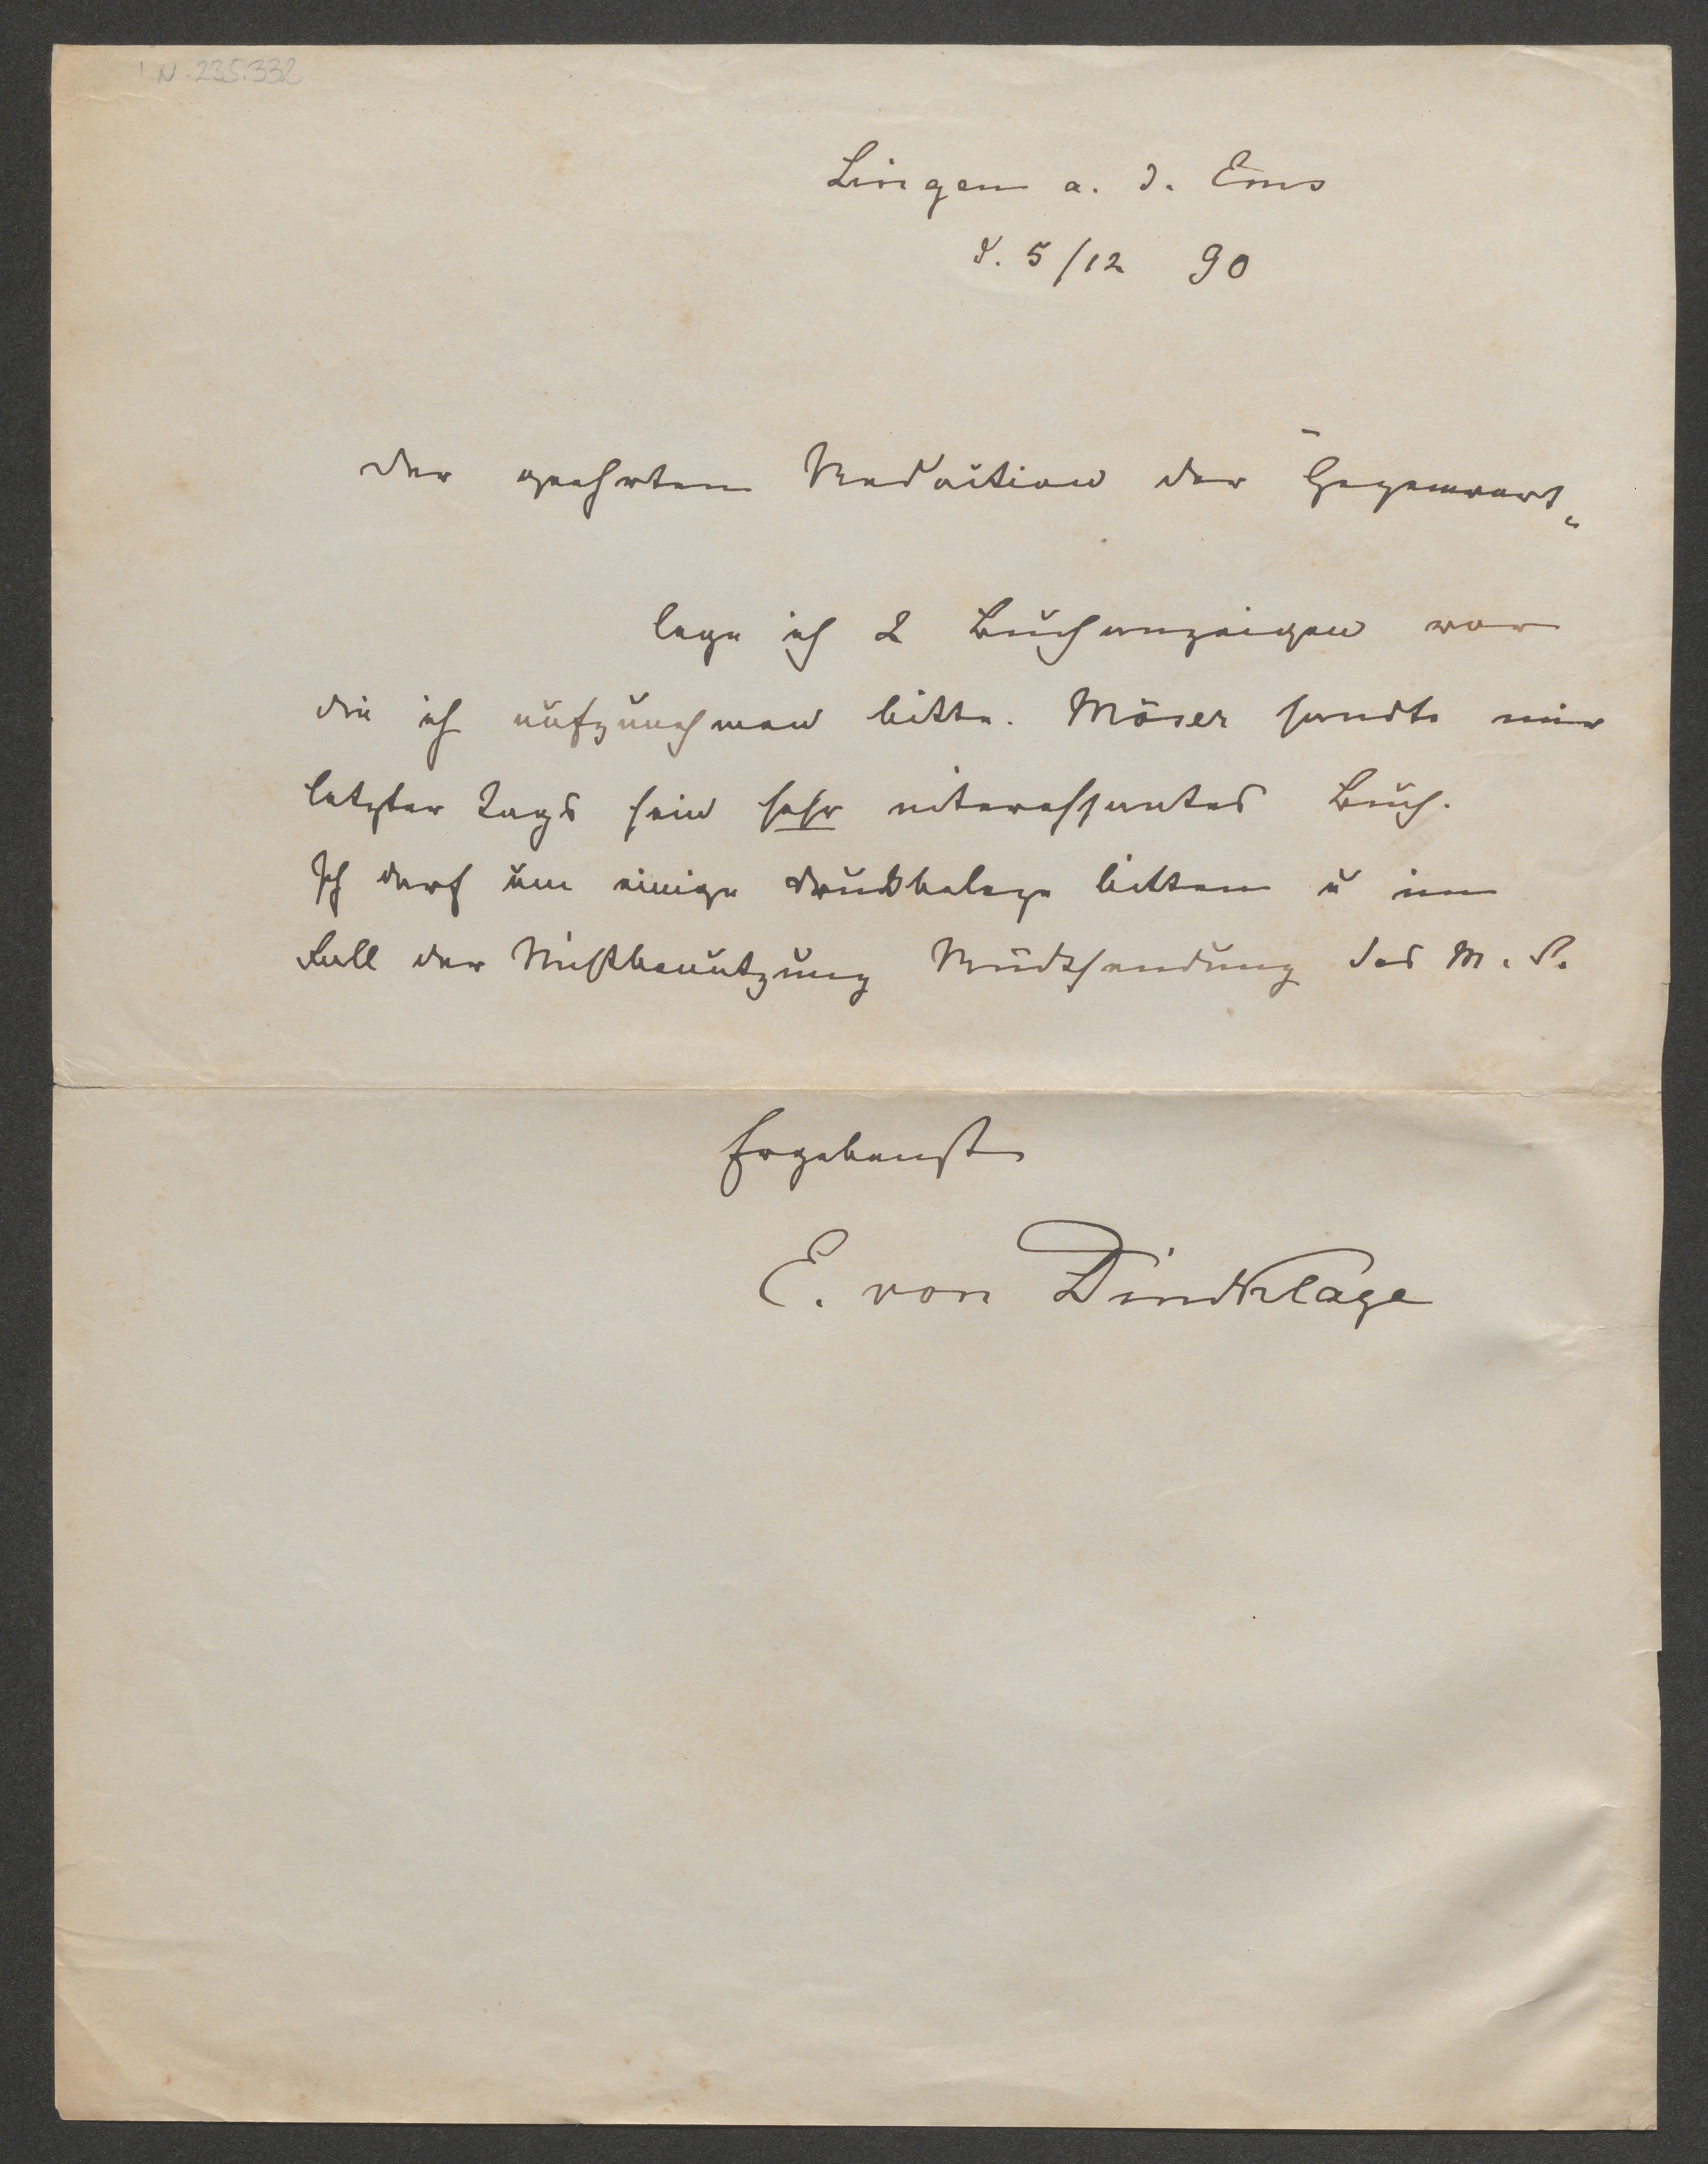 I.N. 235.332
Lingen a. d. Ems
d. 5/12 90
Der geehrten Redaction der "Gegenwart"
lege ich 2 Buchanzeigen vor
die ich aufzunehmen bitte. Möser sandte mir
letzter Tage sein sehr interessantes Buch.
Ich darf um einige Druckbelege bitten u im
Fall der Nichtbenutzung Rücksendung des M. S.
Ergebenst
E. von Dincklage